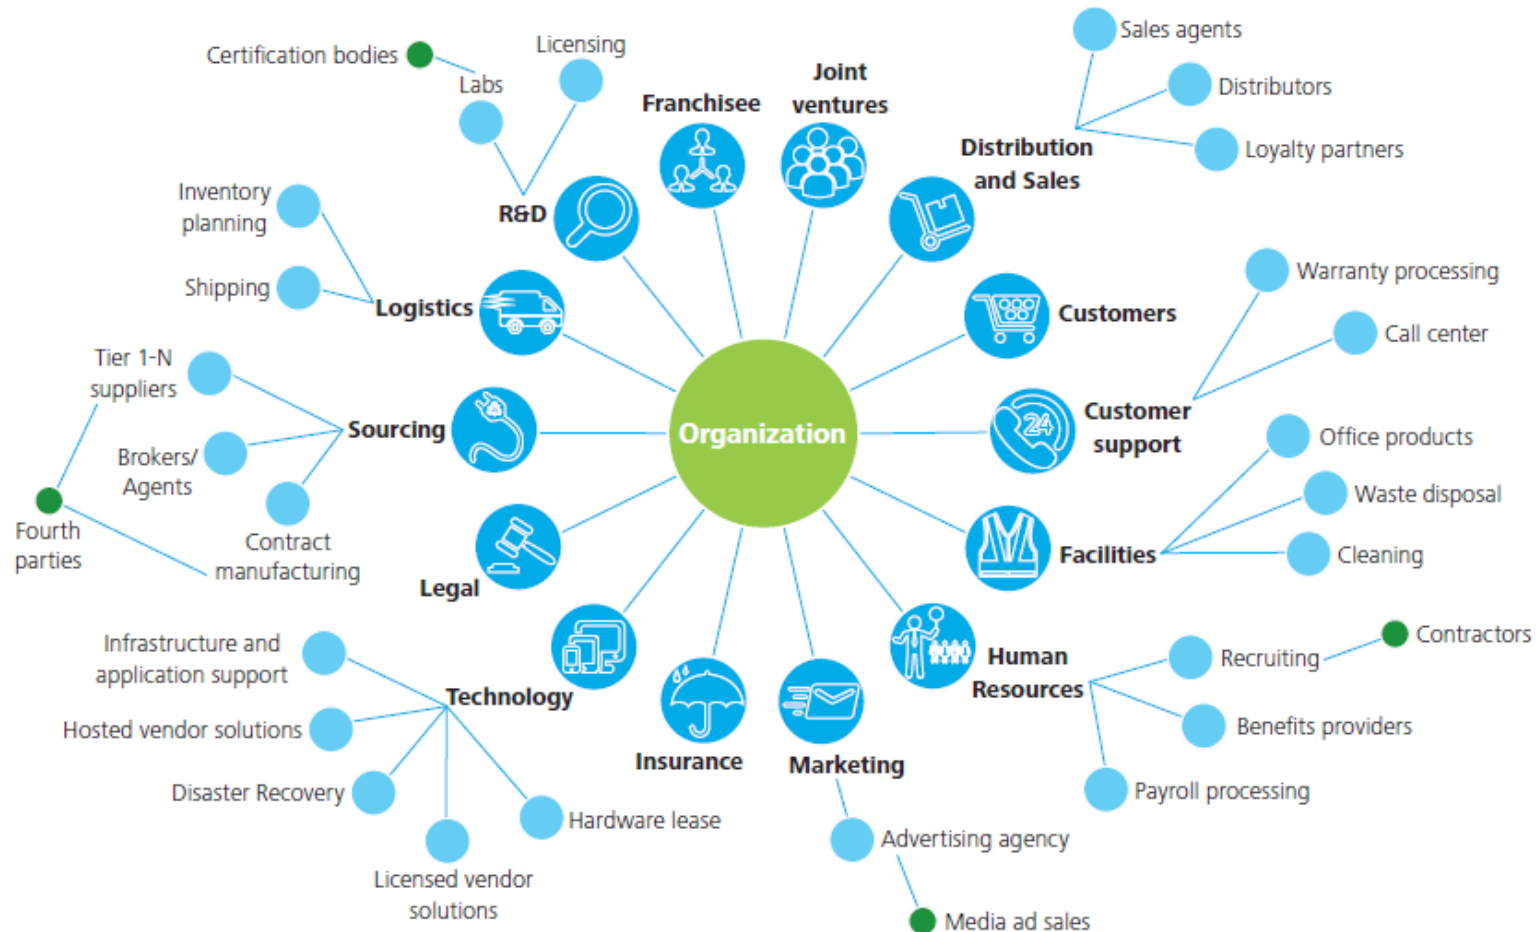 Certification bodies
Labs
Licensing
Franchisee
Joint
ventures
Sales agents
Distributors
Loyalty partners
Distribution
and Sales
R&D
Inventory
planning
Shipping
Logistics
Customers
Warranty processing
Call center
Tier 1-N
suppliers
Sourcing
Brokers/
Agents
Fourth
parties
Contract
manufacturing
Organization
24
Customer
support
Office products
Waste disposal
Cleaning
Facilities
Legal
Infrastructure and
application support
Hosted vendor solutions
Disaster Recovery
Licensed vendor
solutions
Hardware lease
Technology
Insurance
Marketing
Advertising agency
Media ad sales
Human
Resources
Recruiting
Contractors
Benefits providers
Payroll processing